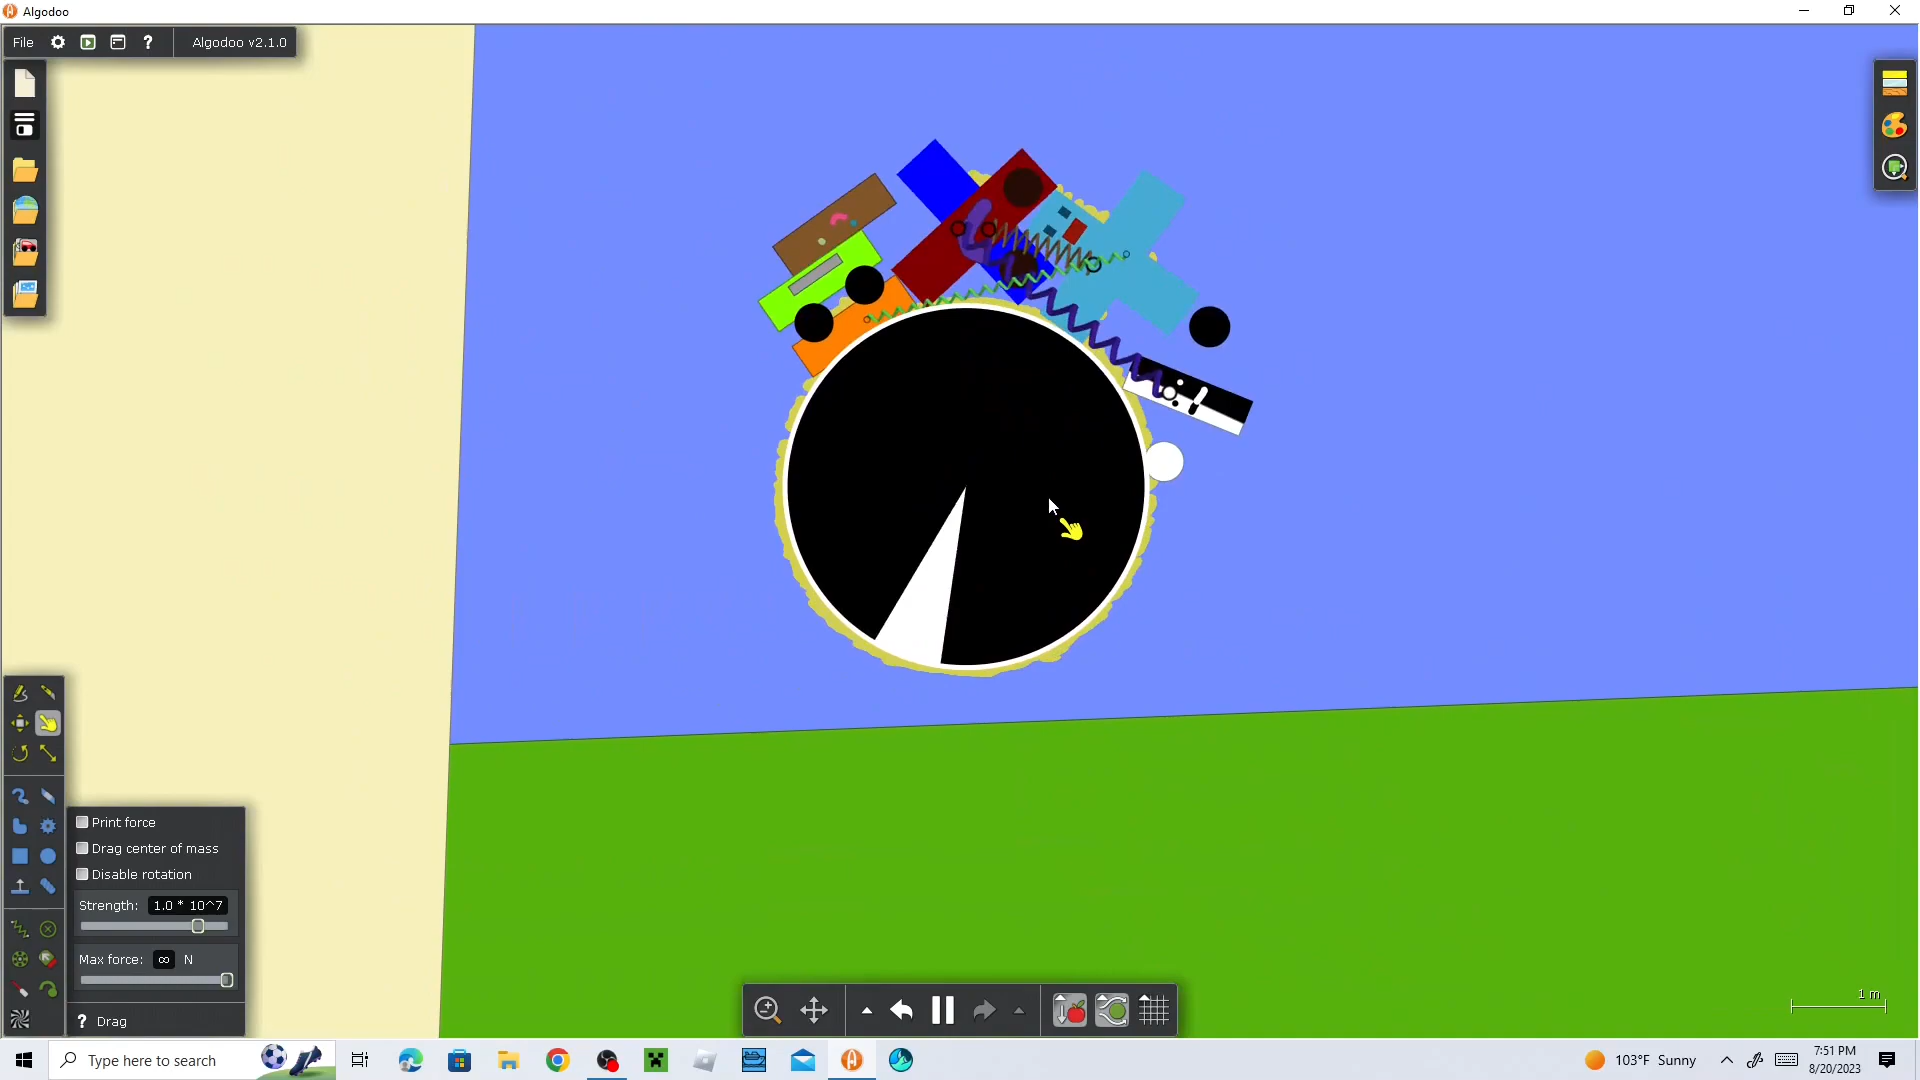 Algodoo
File
?
Algodoo v2.1.0
Print force
Drag center of mass
Disable rotation
Strength: 1.0 * 10^7
Max force: ∞ N
? Drag
1 m
Type here to search
103°F Sunny
7:51 PM
8/20/2023